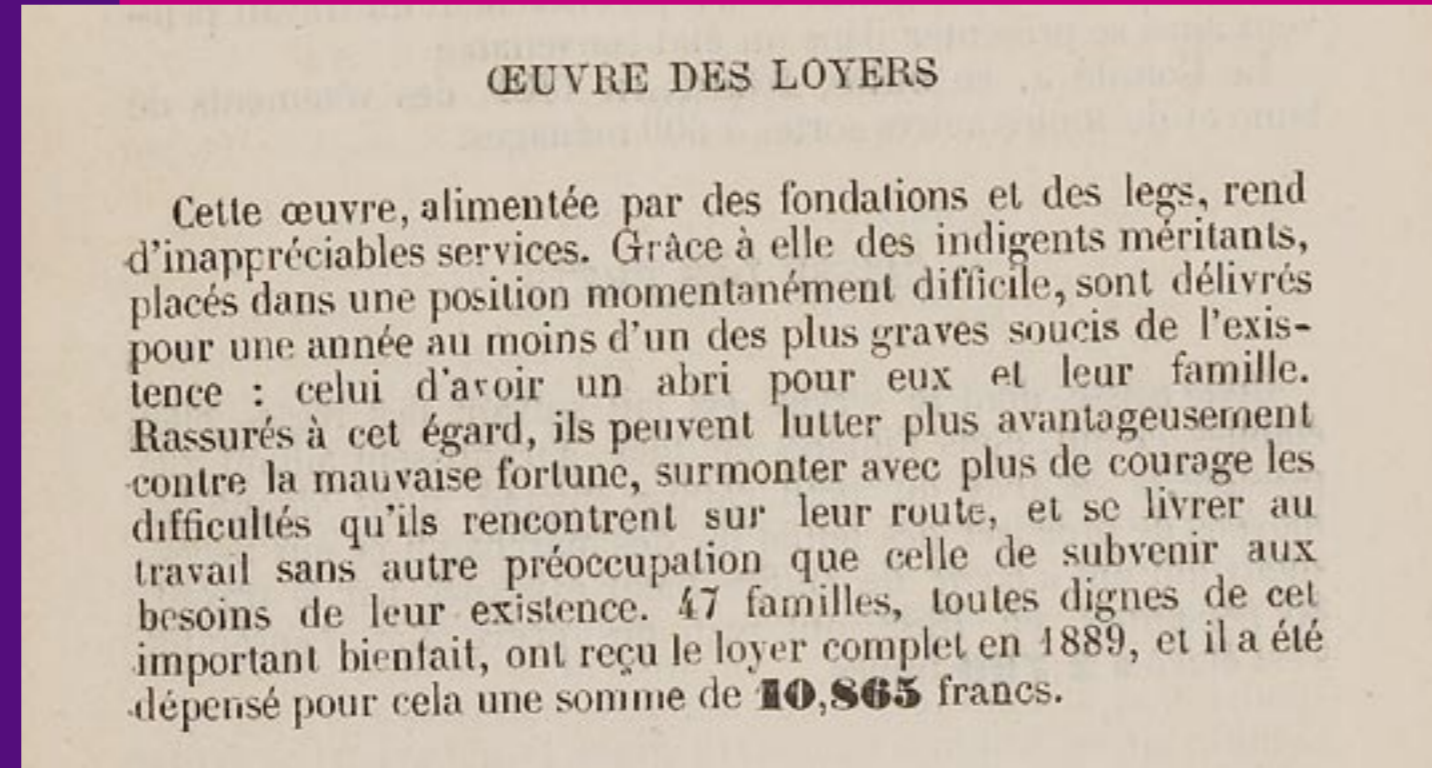 ŒUVRE DES LOYERS
Cette œuvre, alimentée par des fondations et des legs, rend
d'inappréciables services. Grâce à elle des indigents méritants,
placés dans une position momentanément difficile, sont délivrés
pour une année au moins d'un des plus graves soucis de l'exis-
tence : celui d'avoir un abri pour eux et leur famille.
Rassurés à cet égard, ils peuvent lutter plus avantageusement
contre la mauvaise fortune, surmonter avec plus de courage les
difficultés qu'ils rencontrent sur leur route, et se livrer au
travail sans autre préoccupation que celle de subvenir aux
besoins de leur existence. 47 familles, toutes dignes de cet
important bienfait, ont reçu le loyer complet en 1889, et il a été
dépensé pour cela une somme de 10,865 francs.